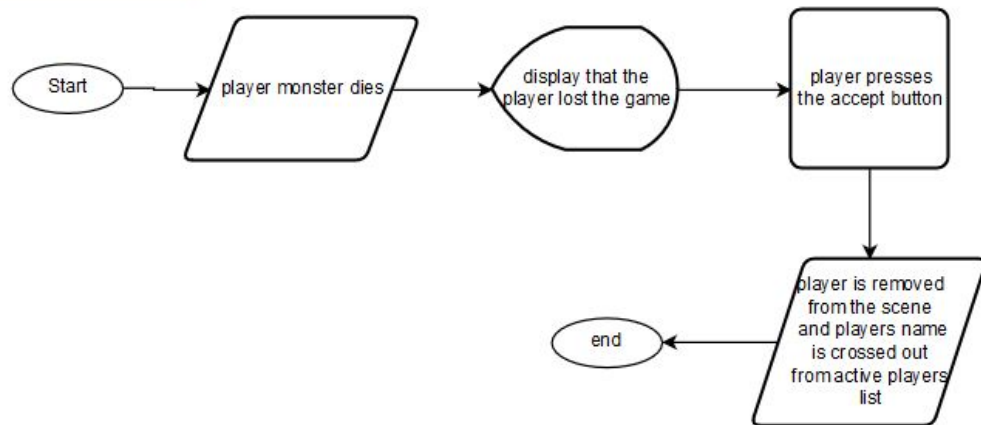 Start
player monster dies
display that the
player lost the game
player presses
the accept button
player is removed
from the scene
and players name
is crossed out
from active players
list
end